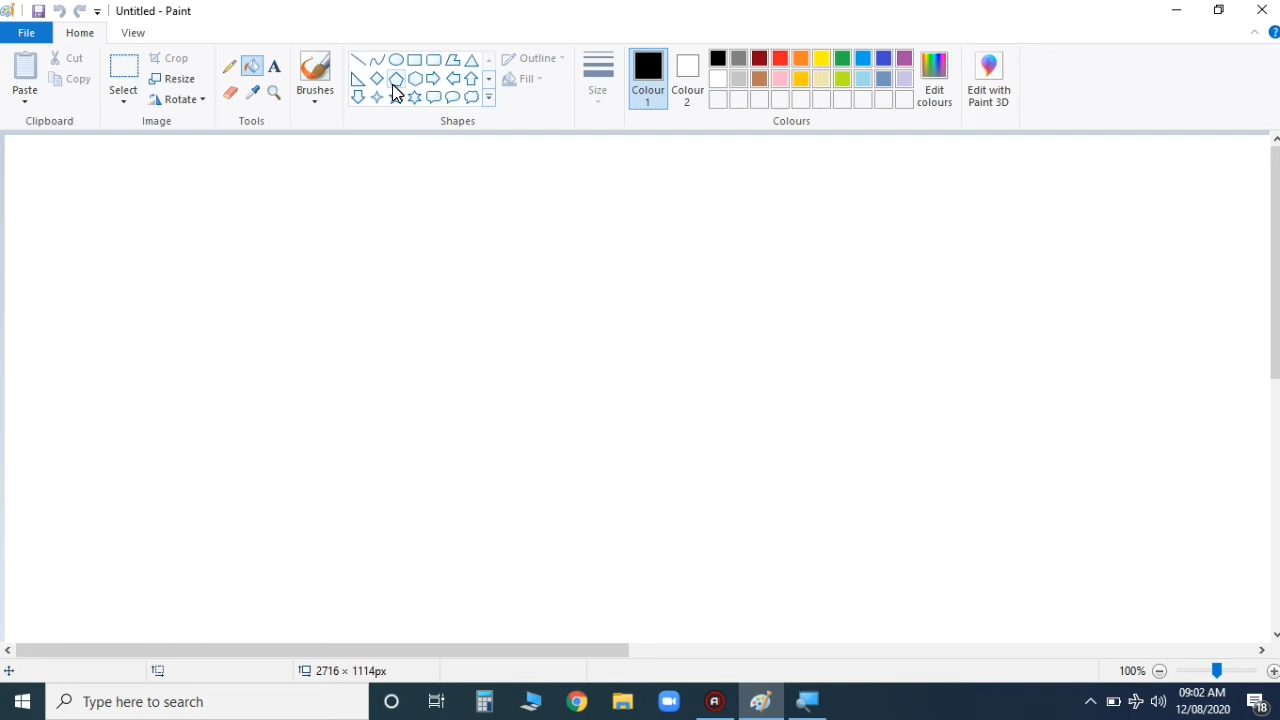 Untitled - Paint
File Home View
Paste
Cut
Copy
Clipboard
Select
Crop
Resize
Rotate
Image
A
Tools
Brushes
Shapes
Outline
Fill
Size
Colour 1
Colour 2
Edit colours
Colours
Edit with Paint 3D
2716 × 1114px
100%
Type here to search
09:02 AM
12/08/2020
18